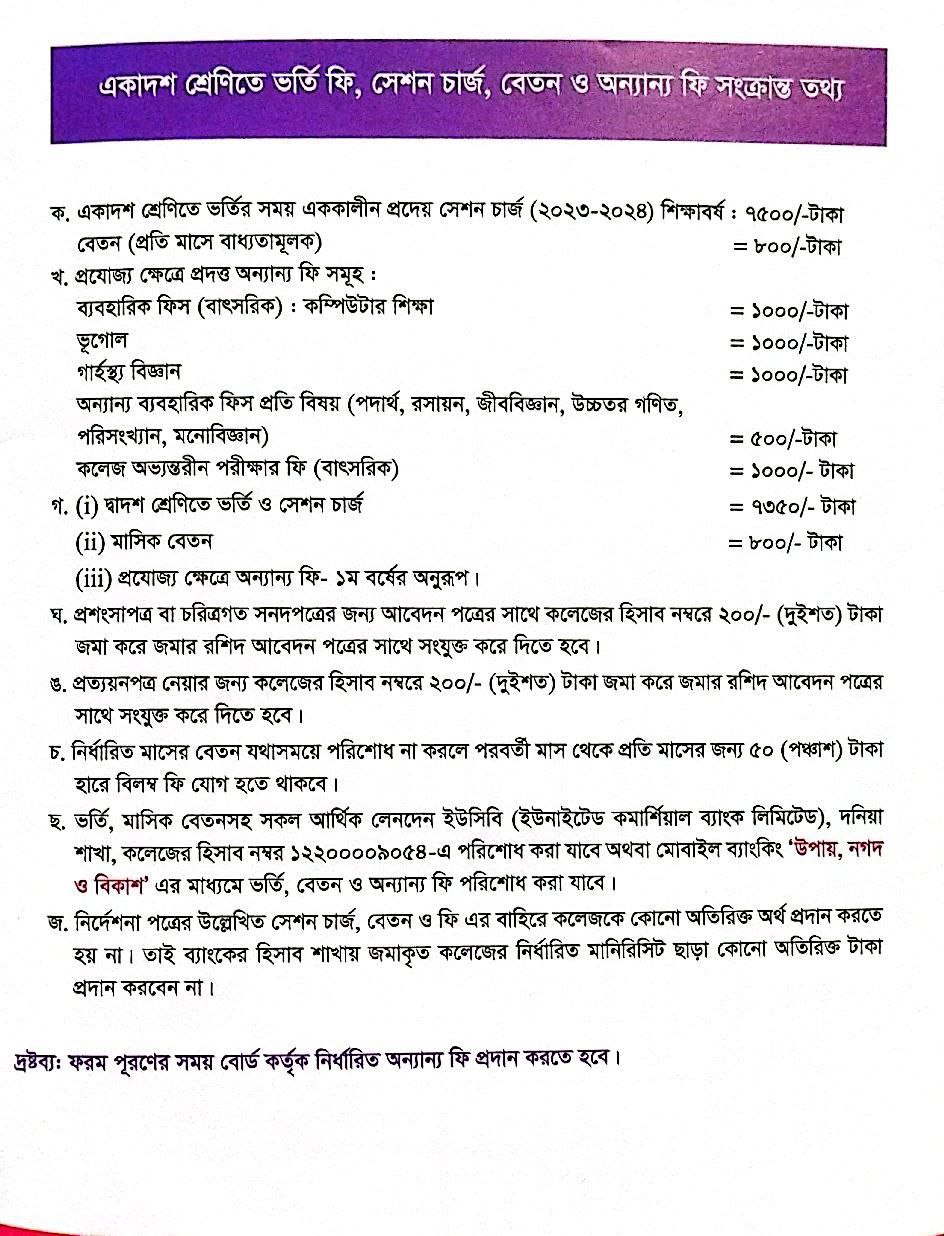 একাদশ শ্রেণিতে ভর্তি ফি, সেশন চার্জ, বেতন ও অন্যান্য ফি সংক্রান্ত তথ্য
ক. একাদশ শ্রেণিতে ভর্তির সময় এককালীন প্রদেয় সেশন চার্জ (২০২৩-২০২৪) শিক্ষাবর্ষ : ৭৫০০/-টাকা
বেতন (প্রতি মাসে বাধ্যতামূলক) = ৮০০/-টাকা
খ. প্রযোজ্য ক্ষেত্রে প্রদত্ত অন্যান্য ফি সমূহ :
ব্যবহারিক ফিস (বাৎসরিক) : কম্পিউটার শিক্ষা = ১০০০/-টাকা
ভূগোল = ১০০০/-টাকা
গার্হস্থ্য বিজ্ঞান = ১০০০/-টাকা
অন্যান্য ব্যবহারিক ফিস প্রতি বিষয় (পদার্থ, রসায়ন, জীববিজ্ঞান, উচ্চতর গণিত,
পরিসংখ্যান, মনোবিজ্ঞান) = ৫০০/-টাকা
কলেজ অভ্যন্তরীন পরীক্ষার ফি (বাৎসরিক) = ১০০০/- টাকা
গ. (i) দ্বাদশ শ্রেণিতে ভর্তি ও সেশন চার্জ = ৭৩৫০/- টাকা
(ii) মাসিক বেতন = ৮০০/- টাকা
(iii) প্রযোজ্য ক্ষেত্রে অন্যান্য ফি- ১ম বর্ষের অনুরূপ।
ঘ. প্রশংসাপত্র বা চরিত্রগত সনদপত্রের জন্য আবেদন পত্রের সাথে কলেজের হিসাব নম্বরে ২০০/- (দুইশত) টাকা
জমা করে জমার রশিদ আবেদন পত্রের সাথে সংযুক্ত করে দিতে হবে।
ঙ. প্রত্যয়নপত্র নেয়ার জন্য কলেজের হিসাব নম্বরে ২০০/- (দুইশত) টাকা জমা করে জমার রশিদ আবেদন পত্রের
সাথে সংযুক্ত করে দিতে হবে।
চ. নির্ধারিত মাসের বেতন যথাসময়ে পরিশোধ না করলে পরবর্তী মাস থেকে প্রতি মাসের জন্য ৫০ (পঞ্চাশ) টাকা
হারে বিলম্ব ফি যোগ হতে থাকবে।
ছ. ভর্তি, মাসিক বেতনসহ সকল আর্থিক লেনদেন ইউসিবি (ইউনাইটেড কমার্শিয়াল ব্যাংক লিমিটেড), দনিয়া
শাখা, কলেজের হিসাব নম্বর ১২২০০০০৯০৫৪-এ পরিশোধ করা যাবে অথবা মোবাইল ব্যাংকিং ‘উপায়, নগদ
ও বিকাশ’ এর মাধ্যমে ভর্তি, বেতন ও অন্যান্য ফি পরিশোধ করা যাবে।
জ. নির্দেশনা পত্রের উল্লেখিত সেশন চার্জ, বেতন ও ফি এর বাহিরে কলেজকে কোনো অতিরিক্ত অর্থ প্রদান করতে
হয় না। তাই ব্যাংকের হিসাব শাখায় জমাকৃত কলেজের নির্ধারিত মানিরিসিট ছাড়া কোনো অতিরিক্ত টাকা
প্রদান করবেন না।
দ্রষ্টব্য: ফরম পূরণের সময় বোর্ড কর্তৃক নির্ধারিত অন্যান্য ফি প্রদান করতে হবে।